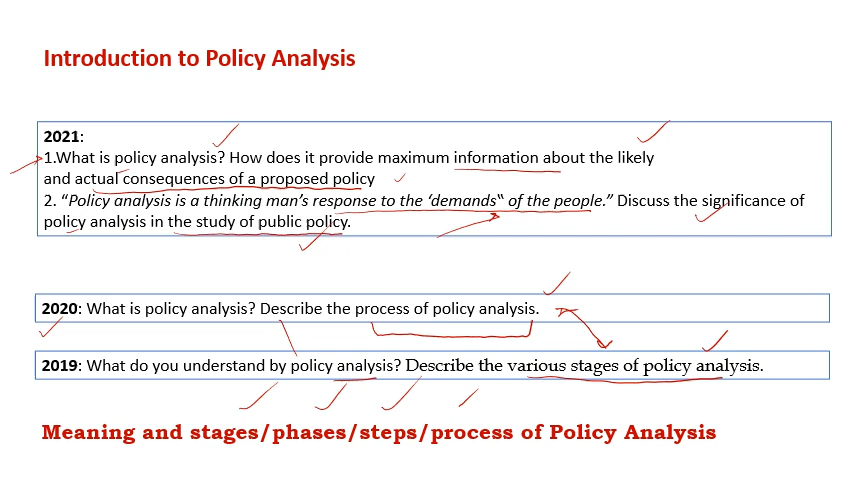 Introduction to Policy Analysis
2021:
1.What is policy analysis? How does it provide maximum information about the likely
and actual consequences of a proposed policy
2. “Policy analysis is a thinking man’s response to the ‘demands“ of the people.” Discuss the significance of
policy analysis in the study of public policy.
2020: What is policy analysis? Describe the process of policy analysis.
2019: What do you understand by policy analysis? Describe the various stages of policy analysis.
Meaning and stages/phases/steps/process of Policy Analysis